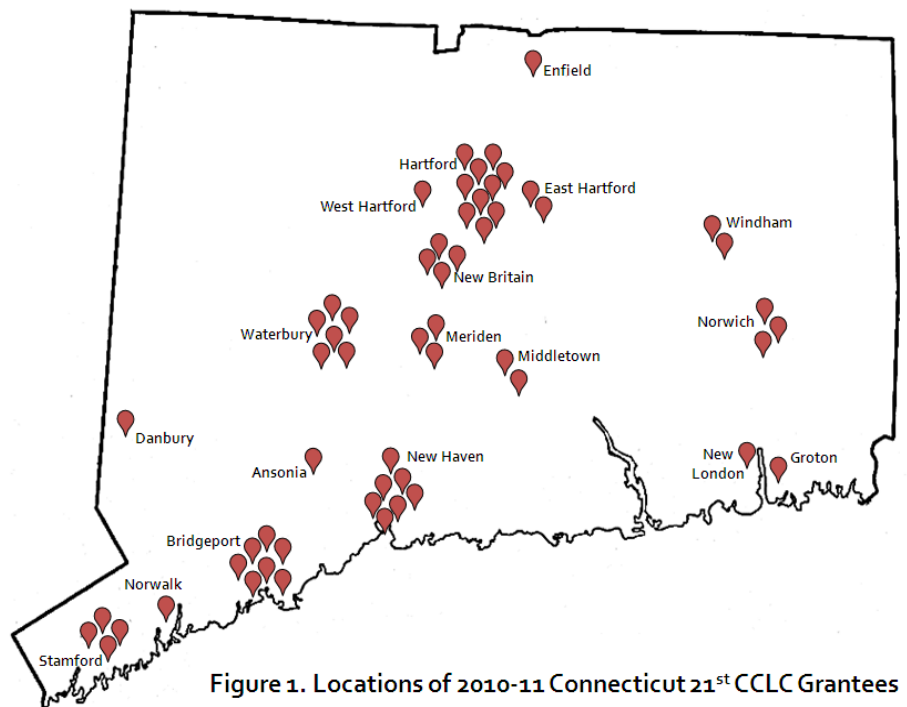 Enfield
Hartford
West Hartford
East Hartford
Windham
New Britain
Waterbury
Meriden
Norwich
Middletown
Danbury
Ansonia
New Haven
New
London
Groton
Bridgeport
Norwalk
Stamford
Figure 1. Locations of 2010-11 Connecticut 21st CCLC Grantees